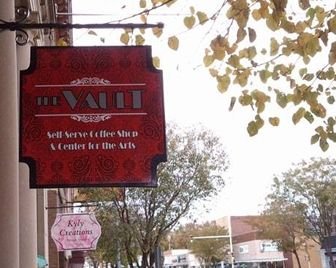 THE VAULT
Self-Serve Coffee Shop
& Center for the Arts
Kyly
Creations